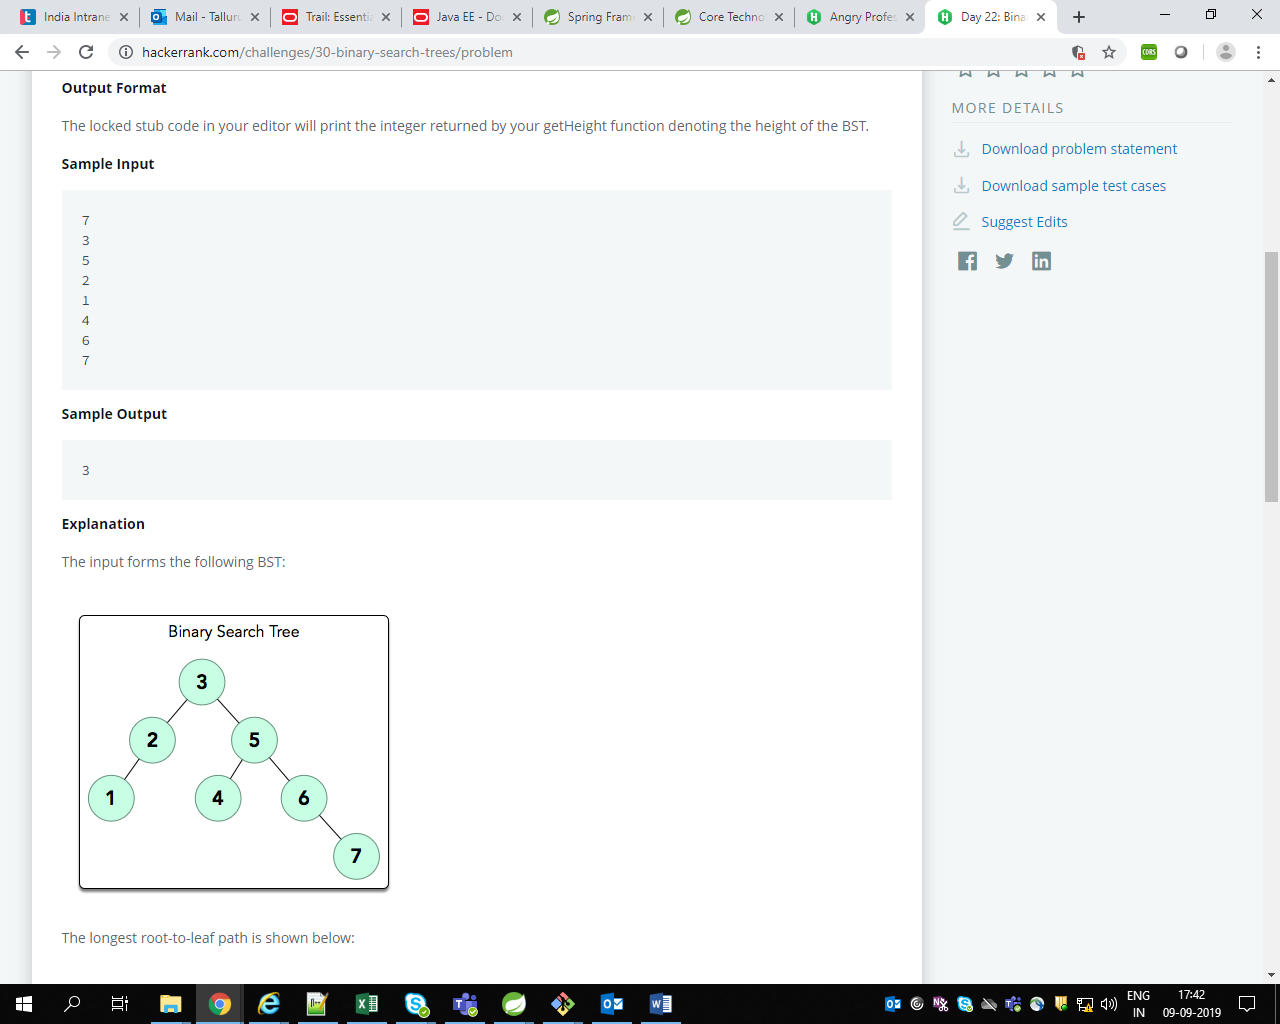 India Intrane
Mail - Tallur
Trail: Essentia
Java EE - Do
Spring Fram
Core Techno
Angry Profes
Day 22: Bina
hackerrank.com/challenges/30-binary-search-trees/problem
CORS
Output Format
The locked stub code in your editor will print the integer returned by your getHeight function denoting the height of the BST.
Sample Input
7
3
5
2
1
4
6
7
Sample Output
3
Explanation
The input forms the following BST:
Binary Search Tree
3
2 5
1 4 6
7
The longest root-to-leaf path is shown below:
MORE DETAILS
Download problem statement
Download sample test cases
Suggest Edits
ENG
IN
17:42
09-09-2019